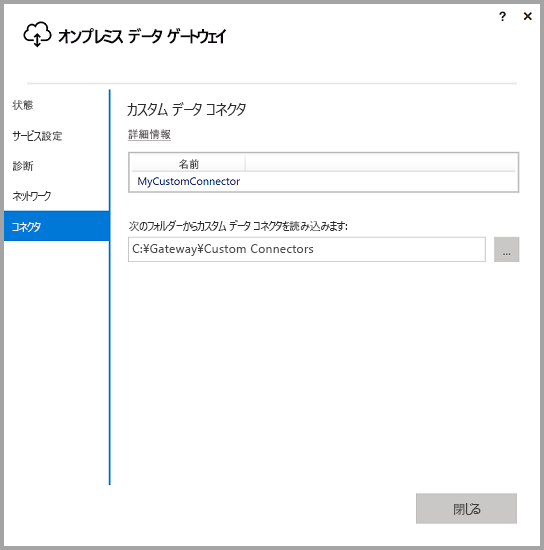 ? ×
オンプレミス データ ゲートウェイ
状態
サービス設定
診断
ネットワーク
コネクタ
カスタム データ コネクタ
詳細情報
名前
MyCustomConnector
次のフォルダーからカスタム データ コネクタを読み込みます:
C:¥Gateway¥Custom Connectors
...
閉じる